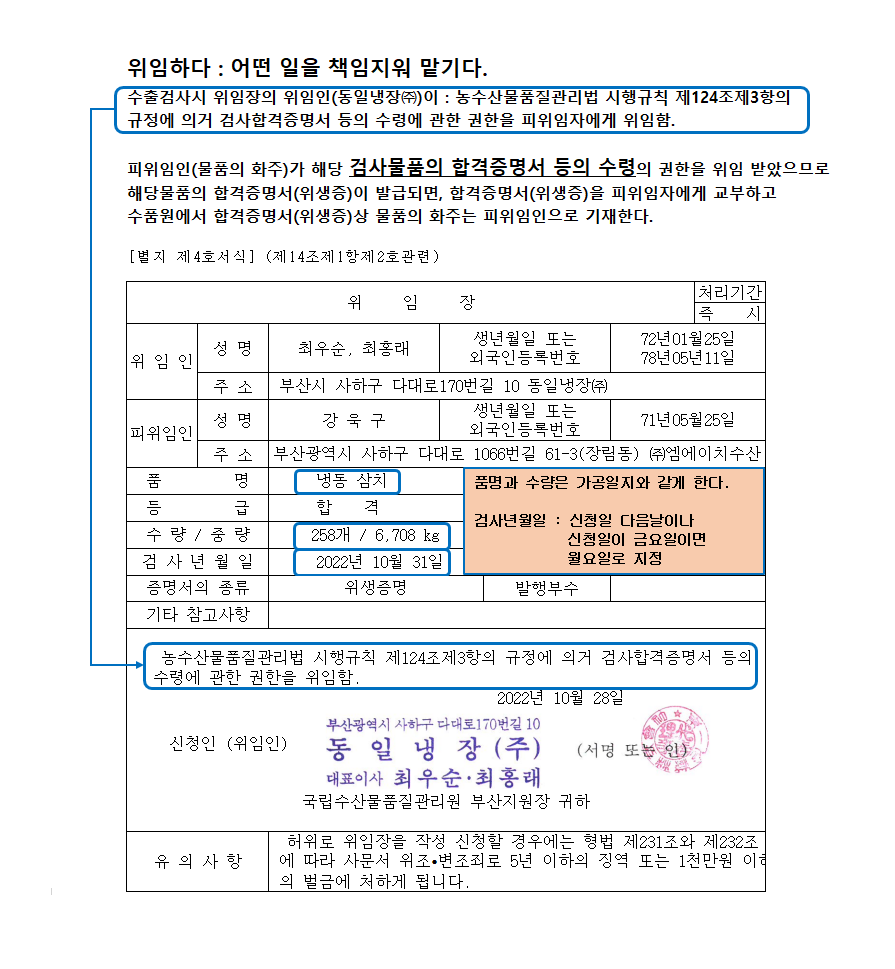 위임하다 : 어떤 일을 책임지워 맡기다.
수출검사시 위임장의 위임인(동일냉장㈜)이 : 농수산물품질관리법 시행규칙 제124조제3항의
규정에 의거 검사합격증명서 등의 수령에 관한 권한을 피위임자에게 위임함.
피위임인(물품의 화주)가 해당 검사물품의 합격증명서 등의 수령의 권한을 위임 받았으므로
해당물품의 합격증명서(위생증)이 발급되면, 합격증명서(위생증)을 피위임자에게 교부하고
수품원에서 합격증명서(위생증)상 물품의 화주는 피위임인으로 기재한다.
[별지 제4호서식] (제14조제1항제2호관련)
위 임 장
처리기간
즉 시
위 임 인
성 명
최우순, 최홍래
생년월일 또는
외국인등록번호
72년01월25일
78년05년11일
주 소
부산시 사하구 다대로170번길 10 동일냉장㈜
피위임인
성 명
강 욱 구
생년월일 또는
외국인등록번호
71년05월25일
주 소
부산광역시 사하구 다대로 1066번길 61-3(장림동) ㈜엠에이치수산
품 명
냉동 삼치
등 급
합 격
수 량 / 중 량
258개 / 6,708 kg
검 사 년 월 일
2022년 10월 31일
품명과 수량은 가공일지와 같게 한다.
검사년월일 : 신청일 다음날이나
신청일이 금요일이면
월요일로 지정
증명서의 종류
위생증명
발행부수
기타 참고사항
농수산물품질관리법 시행규칙 제124조제3항의 규정에 의거 검사합격증명서 등의
수령에 관한 권한을 위임함.
2022년 10월 28일
신청인 (위임인)
부산광역시 사하구 다대로170번길 10
동 일 냉 장 (주)
대표이사 최우순·최홍래
(서명 또는 인)
국립수산물품질관리원 부산지원장 귀하
유 의 사 항
허위로 위임장을 작성 신청할 경우에는 형법 제231조와 제232조
에 따라 사문서 위조•변조죄로 5년 이하의 징역 또는 1천만원 이하
의 벌금에 처하게 됩니다.